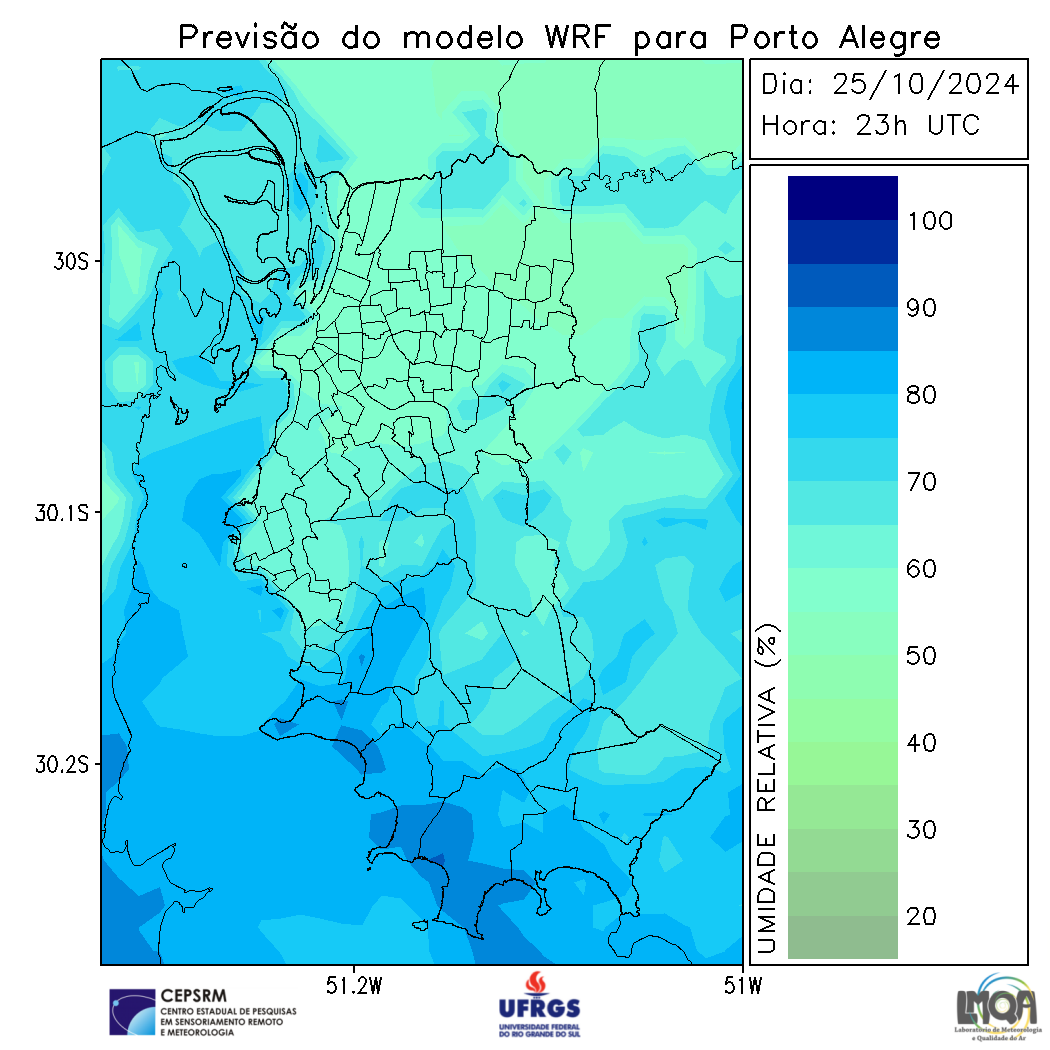 Previsão do modelo WRF para Porto Alegre
Dia: 25/10/2024
Hora: 23h UTC
30S
30.1S
30.2S
51.2W
51W
100
90
80
70
60
50
40
30
20
UMIDADE RELATIVA (%)
CEPSRM
CENTRO ESTADUAL DE PESQUISAS
EM SENSORIAMENTO REMOTO
E METEOROLOGIA
UFRGS
UNIVERSIDADE FEDERAL
DO RIO GRANDE DO SUL
LMQA
Laboratório de Meteorologia
e Qualidade do Ar